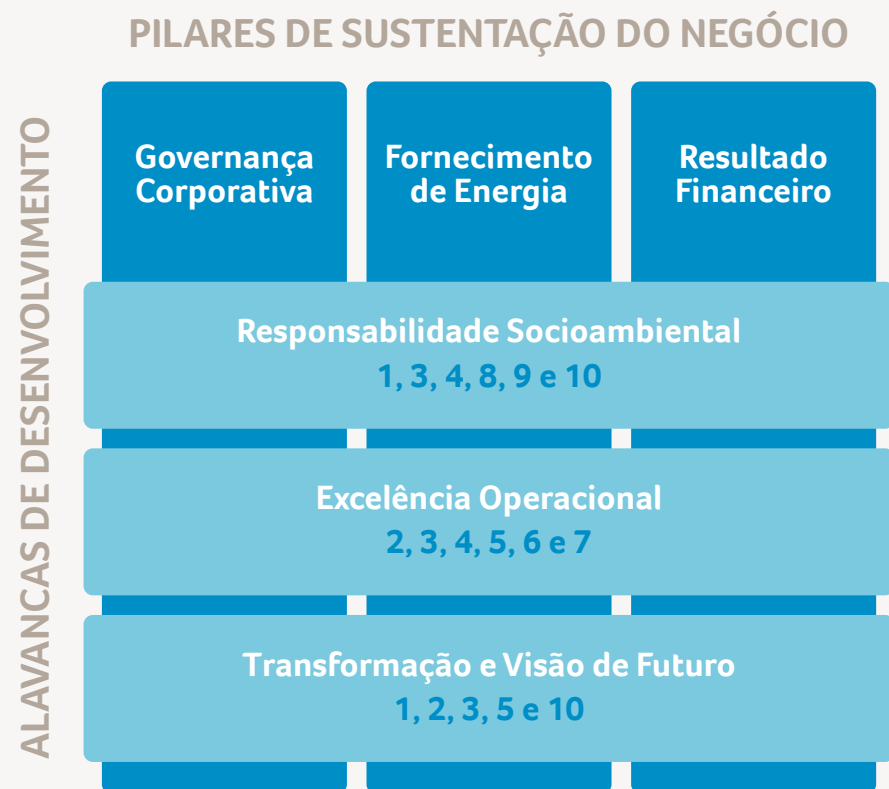 PILARES DE SUSTENTAÇÃO DO NEGÓCIO
ALAVANCAS DE DESENVOLVIMENTO
Governança
Corporativa
Fornecimento
de Energia
Resultado
Financeiro
Responsabilidade Socioambiental
1, 3, 4, 8, 9 e 10
Excelência Operacional
2, 3, 4, 5, 6 e 7
Transformação e Visão de Futuro
1, 2, 3, 5 e 10